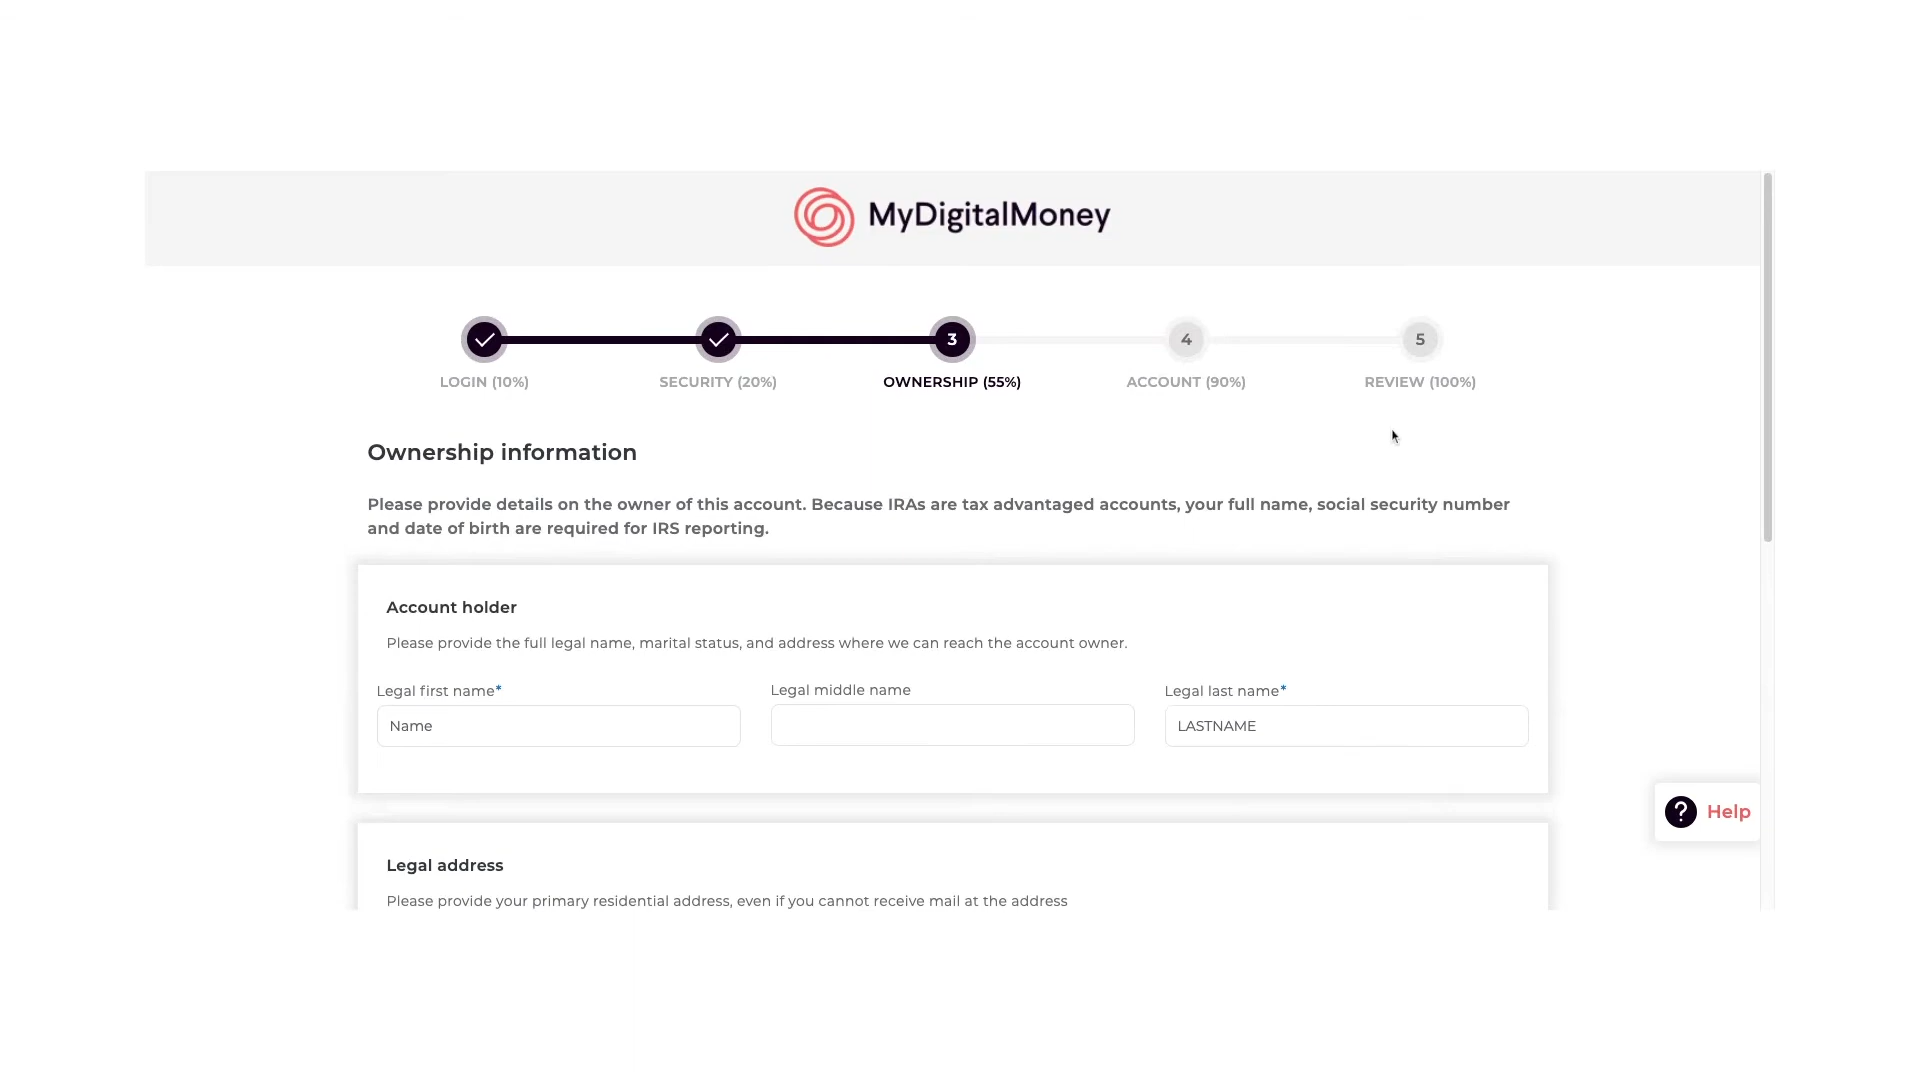 MyDigitalMoney
3 4 5
LOGIN (10%) SECURITY (20%) OWNERSHIP (55%) ACCOUNT (90%) REVIEW (100%)
Ownership information
Please provide details on the owner of this account. Because IRAs are tax advantaged accounts, your full name, social security number
and date of birth are required for IRS reporting.
Account holder
Please provide the full legal name, marital status, and address where we can reach the account owner.
Legal first name* Legal middle name Legal last name*
Name LASTNAME
? Help
Legal address
Please provide your primary residential address, even if you cannot receive mail at the address